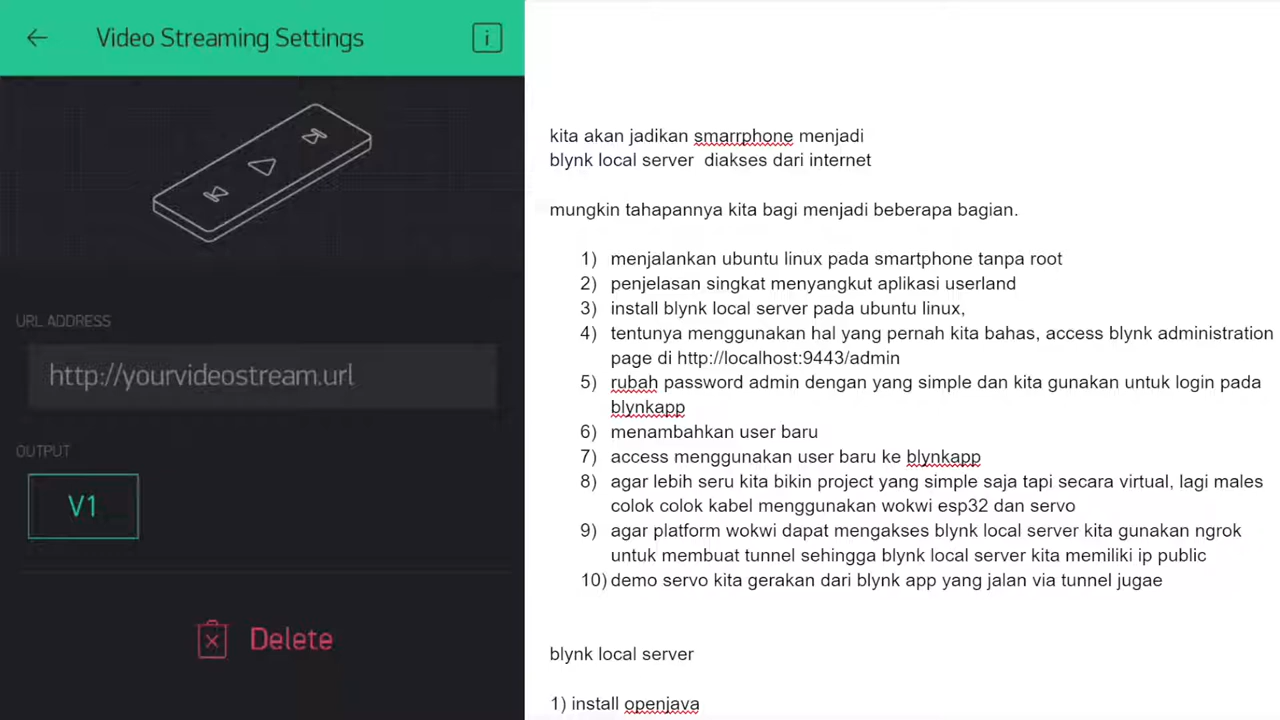 Video Streaming Settings
i
URL ADDRESS
http://yourvideostream.url
OUTPUT
V1
Delete
kita akan jadikan smarrphone menjadi
blynk local server  diakses dari internet
mungkin tahapannya kita bagi menjadi beberapa bagian.
1) menjalankan ubuntu linux pada smartphone tanpa root
2) penjelasan singkat menyangkut aplikasi userland
3) install blynk local server pada ubuntu linux,
4) tentunya menggunakan hal yang pernah kita bahas, access blynk administration
page di http://localhost:9443/admin
5) rubah password admin dengan yang simple dan kita gunakan untuk login pada
blynkapp
6) menambahkan user baru
7) access menggunakan user baru ke blynkapp
8) agar lebih seru kita bikin project yang simple saja tapi secara virtual, lagi males
colok colok kabel menggunakan wokwi esp32 dan servo
9) agar platform wokwi dapat mengakses blynk local server kita gunakan ngrok
untuk membuat tunnel sehingga blynk local server kita memiliki ip public
10) demo servo kita gerakan dari blynk app yang jalan via tunnel jugae
blynk local server
1) install openjava